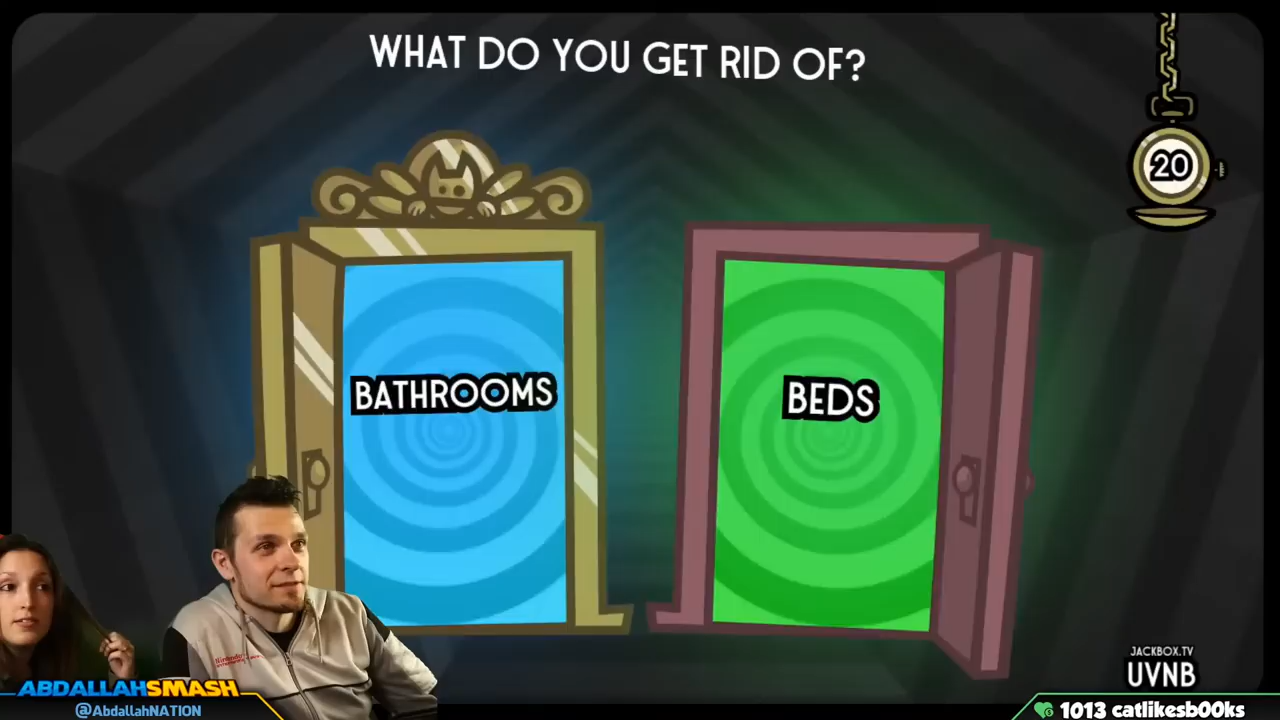 WHAT DO YOU GET RID OF?
20
BATHROOMS
BEDS
JACKBOX.TV
UVNB
ABDALLAHSMASH
@AbdallahNATION
1013 catlikesb00ks